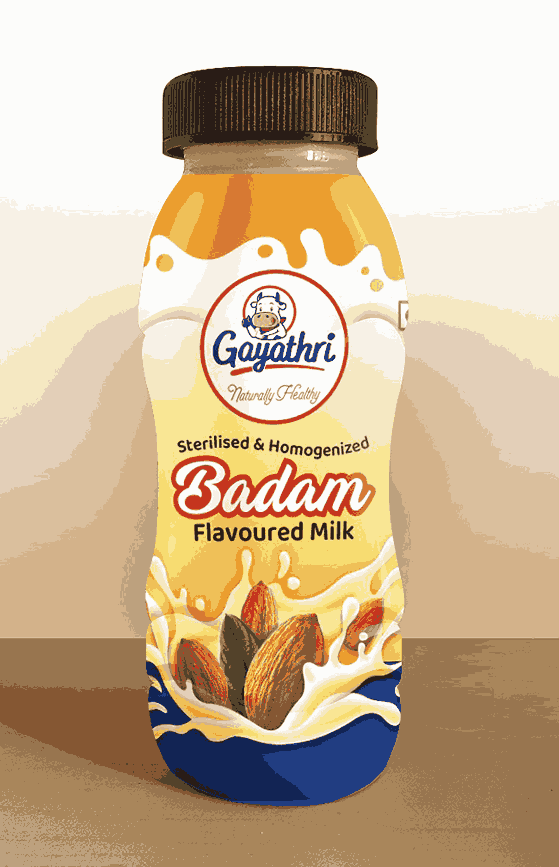 Gayathri
Naturally Healthy
Sterilised & Homogenized
Badam
Flavoured Milk